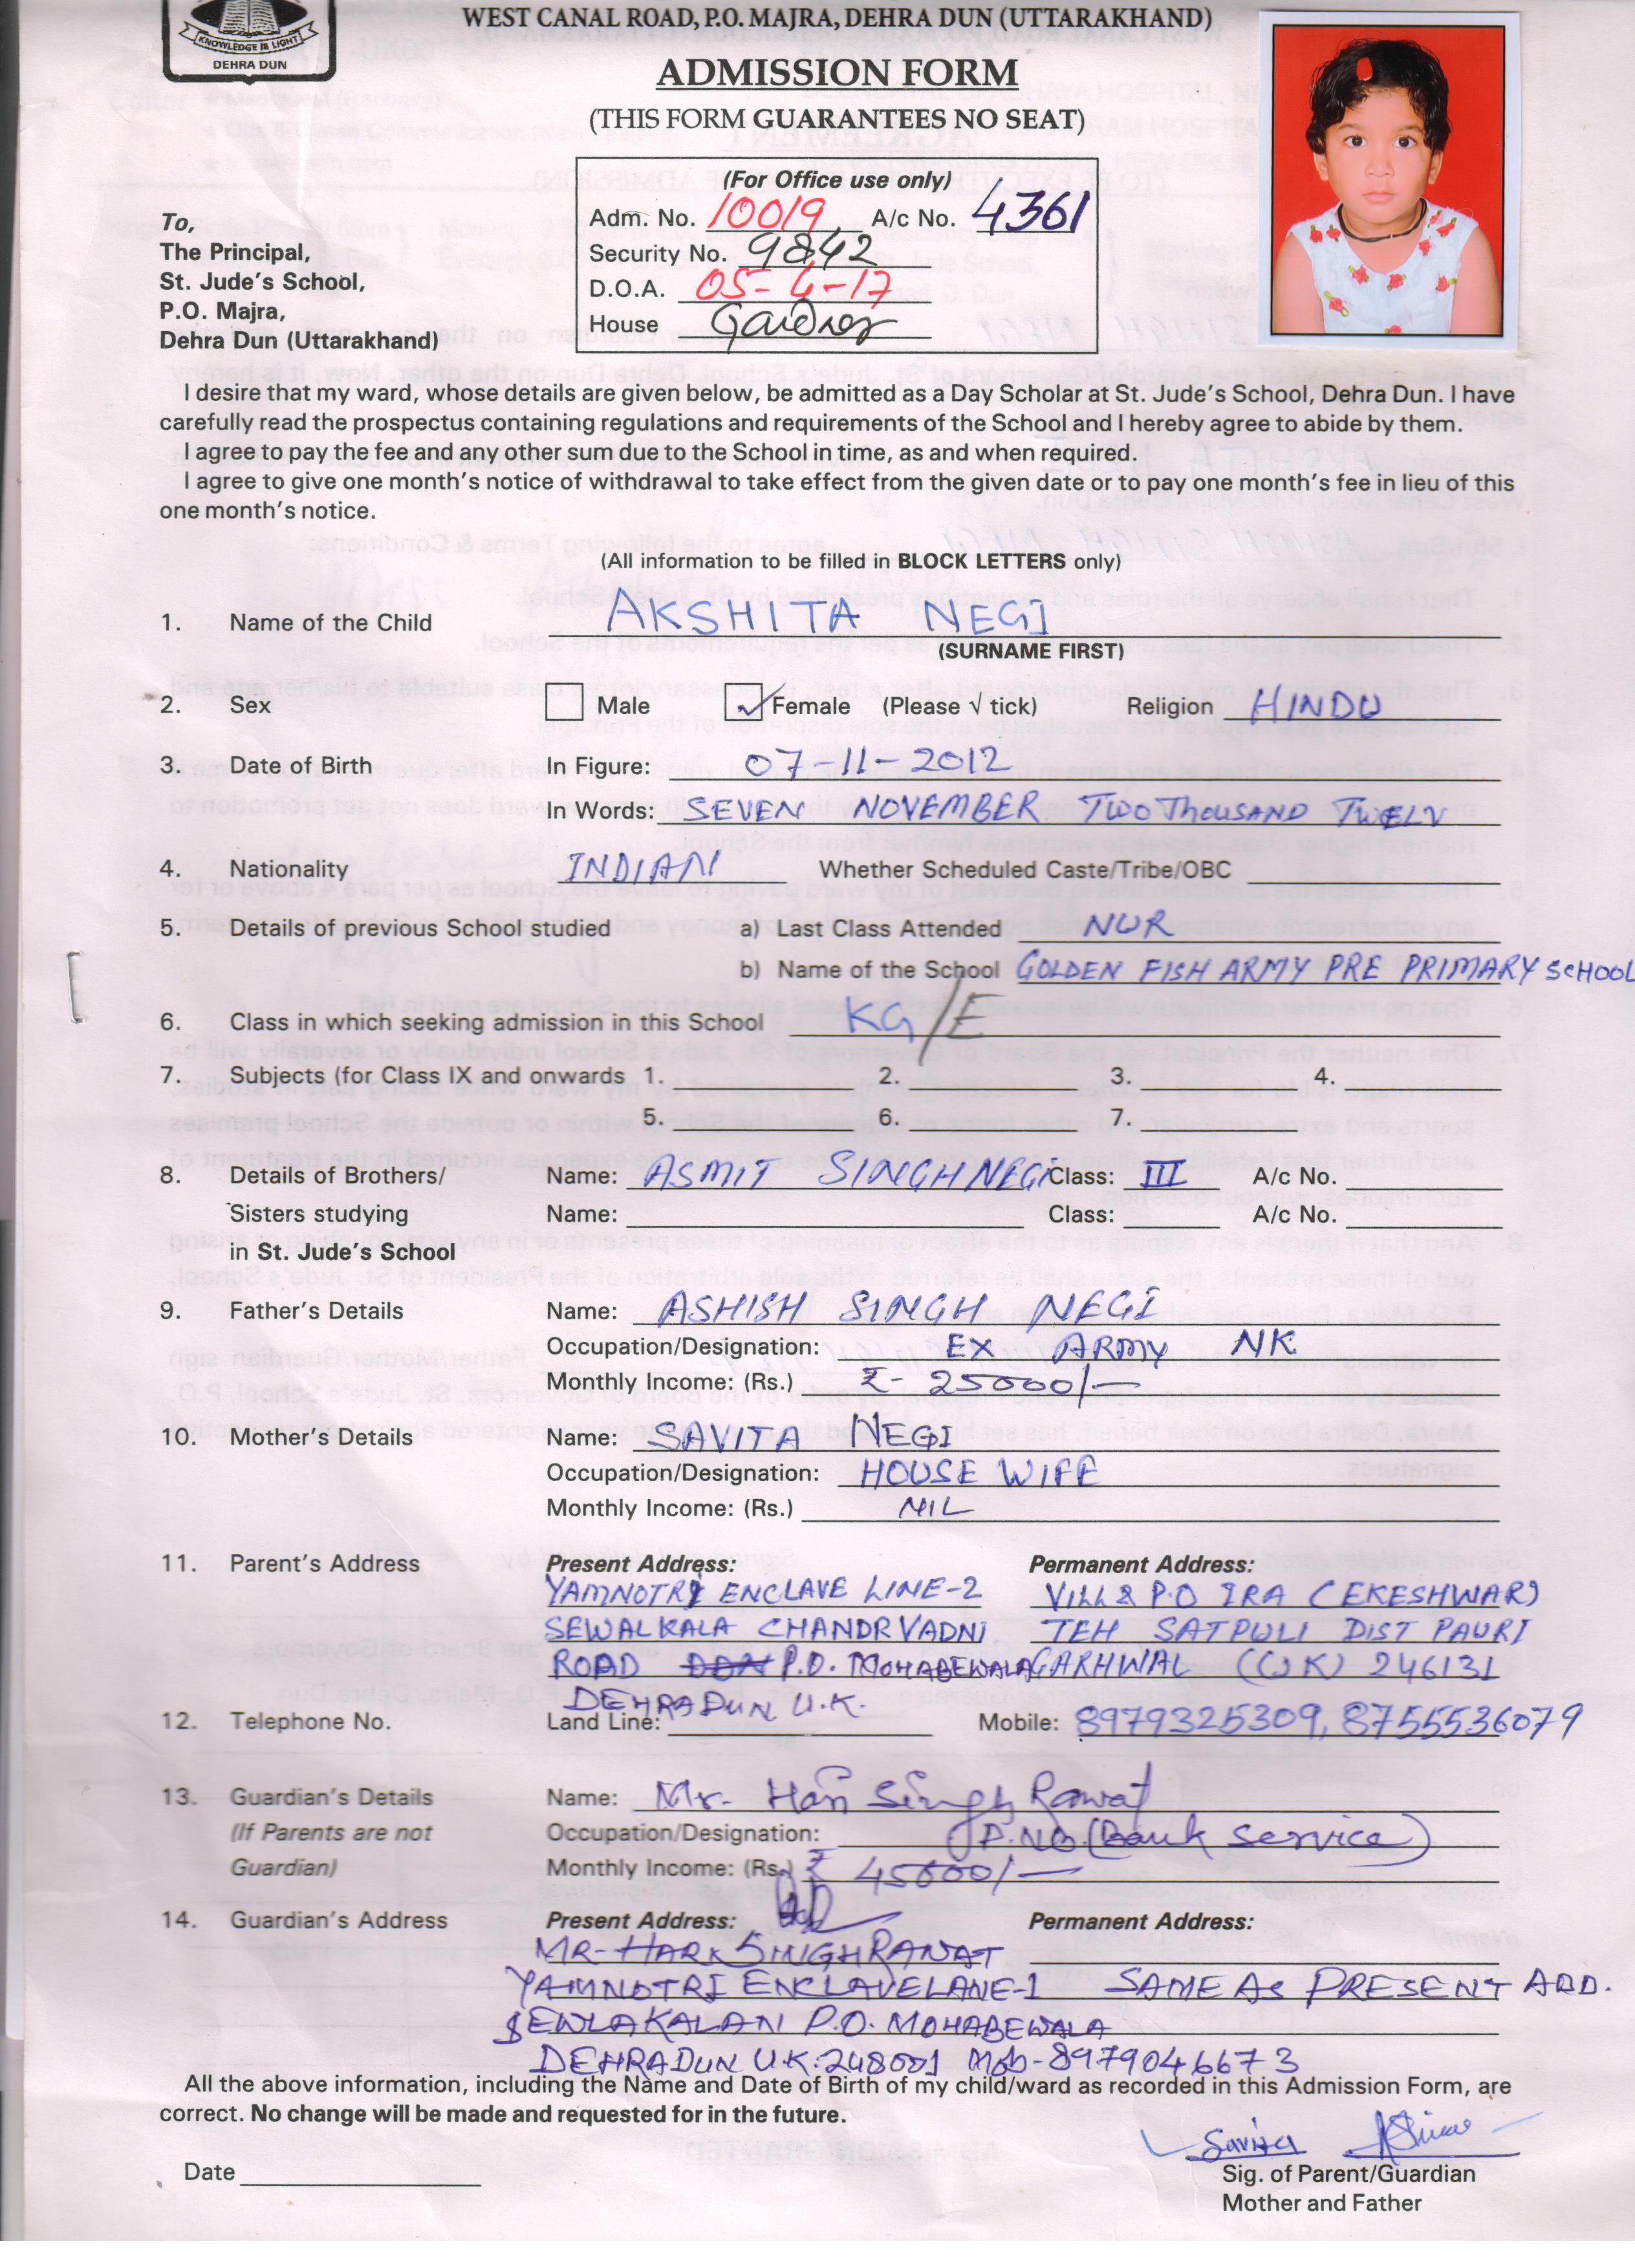 KNOWLEDGE IS LIGHT
DEHRA DUN
WEST CANAL ROAD, P.O. MAJRA, DEHRA DUN (UTTARAKHAND)
ADMISSION FORM
(THIS FORM GUARANTEES NO SEAT)
(For Office use only)
Adm. No. 10019 A/c No. 4361
Security No. 9842
D.O.A. 05-4-17
House
To,
The Principal,
St. Jude's School,
P.O. Majra,
Dehra Dun (Uttarakhand)
I desire that my ward, whose details are given below, be admitted as a Day Scholar at St. Jude's School, Dehra Dun. I have
carefully read the prospectus containing regulations and requirements of the School and I hereby agree to abide by them.
I agree to pay the fee and any other sum due to the School in time, as and when required.
I agree to give one month's notice of withdrawal to take effect from the given date or to pay one month's fee in lieu of this
one month's notice.
(All information to be filled in BLOCK LETTERS only)
1. Name of the Child AKSHITA NEGI
(SURNAME FIRST)
2. Sex Male ✓ Female (Please √ tick) Religion HINDU
3. Date of Birth In Figure: 07-11-2012
In Words: SEVEN NOVEMBER TWO THOUSAND TWELV
4. Nationality INDIAN Whether Scheduled Caste/Tribe/OBC
5. Details of previous School studied a) Last Class Attended NUR
b) Name of the School GOLDEN FISH ARMY PRE PRIMARY SCHOOL
6. Class in which seeking admission in this School KG/E
7. Subjects (for Class IX and onwards 1. 2. 3. 4.
5. 6. 7.
8. Details of Brothers/ Name: ASMIT SINGH NEGI Class: III A/c No.
Sisters studying Name: Class: A/c No.
in St. Jude's School
9. Father's Details Name: ASHISH SINGH NEGI
Occupation/Designation: EX ARMY NK
Monthly Income: (Rs.) ₹- 25000/-
10. Mother's Details Name: SAVITA NEGI
Occupation/Designation: HOUSE WIFE
Monthly Income: (Rs.) NIL
11. Parent's Address Present Address: Permanent Address:
YAMNOTRI ENCLAVE LINE-2 VILL & P.O IRA (EKESHWAR)
SEWALKALA CHANDRVADNI TEH SATPULI DIST PAURI
ROAD DDN P.O. MOHABEWALA GARHWAL (UK) 246131
DEHRADUN U.K.
12. Telephone No. Land Line: Mobile: 8979325309, 8755536079
13. Guardian's Details Name: Mr. Hari Singh Rawat
(If Parents are not Occupation/Designation: P.N.B. (Bank service)
Guardian) Monthly Income: (Rs.) ₹ 45000/-
14. Guardian's Address Present Address: Permanent Address:
MR- HARK SINGH RAWAT
YAMNOTRI ENCLAVE LANE-1 SAME AS PRESENT ADD.
SEWLAKALAN P.O. MOHABEWALA
DEHRADUN U.K. 248001 Mob- 8979046673
All the above information, including the Name and Date of Birth of my child/ward as recorded in this Admission Form, are
correct. No change will be made and requested for in the future.
Savita
Date
Sig. of Parent/Guardian
Mother and Father